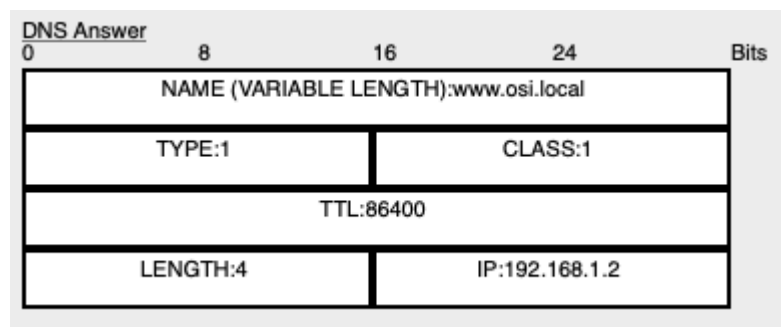 DNS Answer
0 8 16 24 Bits
NAME (VARIABLE LENGTH):www.osi.local
TYPE:1 CLASS:1
TTL:86400
LENGTH:4 IP:192.168.1.2